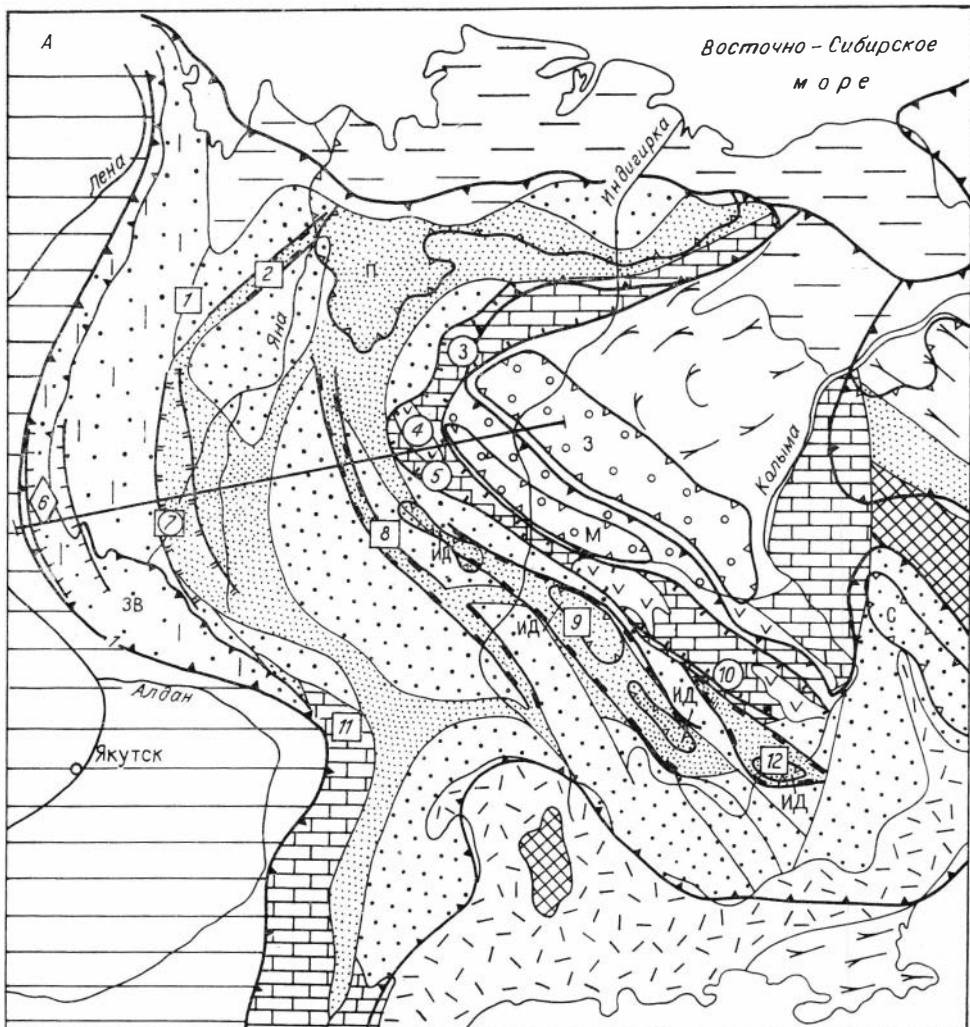 А
Восточно-Сибирское
море
Лена
Индигирка
2
П
1
Яна
3
4
З
Колыма
5
6
7
М
8
ИД
С
ЗВ
9
ИД
10
1
ИД
Алдан
11
Якутск
12
ИД